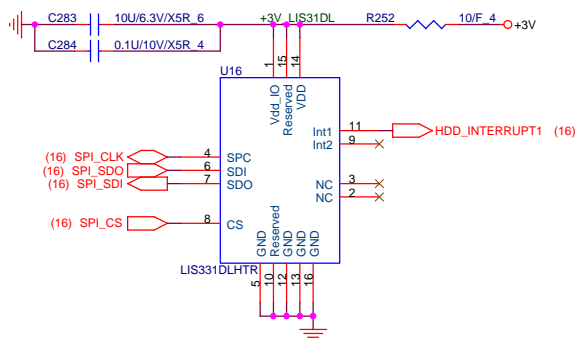 C283 10U/6.3V/X5R_6 +3V_LIS31DL R252 10/F_4 +3V
C284 0.1U/10V/X5R_4
U16
1 15 14
Vdd_IO Reserved VDD
Int1 11 HDD_INTERRUPT1 (16)
Int2 9
(16) SPI_CLK 4 SPC
(16) SPI_SDO 6 SDI
(16) SPI_SDI 7 SDO
NC 3
NC 2
(16) SPI_CS 8 CS
GND Reserved GND GND GND
LIS331DLHTR
5 10 12 13 16